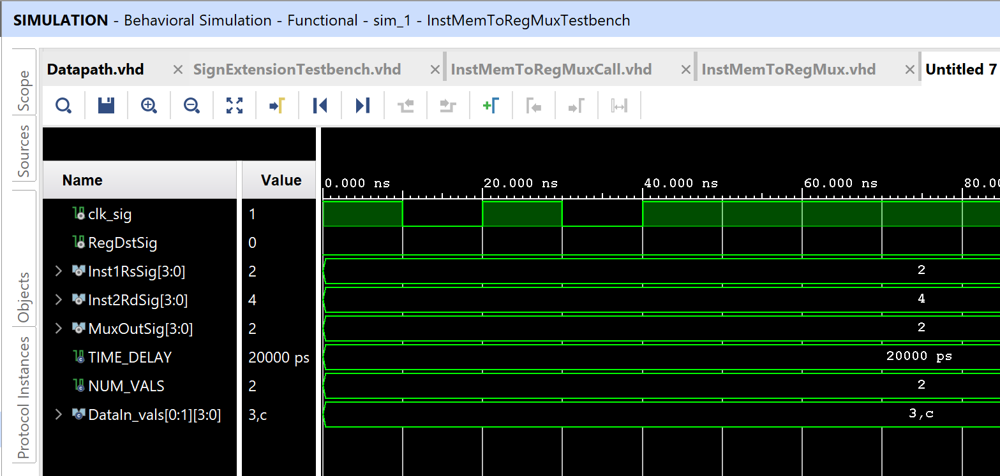 SIMULATION - Behavioral Simulation - Functional - sim_1 - InstMemToRegMuxTestbench
Scope
Sources
Objects
Protocol Instances
Datapath.vhd × SignExtensionTestbench.vhd × InstMemToRegMuxCall.vhd × InstMemToRegMux.vhd × Untitled 7
Name Value
0.000 ns 20.000 ns 40.000 ns 60.000 ns 80.00
clk_sig 1
RegDstSig 0
Inst1RsSig[3:0] 2 2
Inst2RdSig[3:0] 4 4
MuxOutSig[3:0] 2 2
TIME_DELAY 20000 ps 20000 ps
NUM_VALS 2 2
DataIn_vals[0:1][3:0] 3,c 3,c